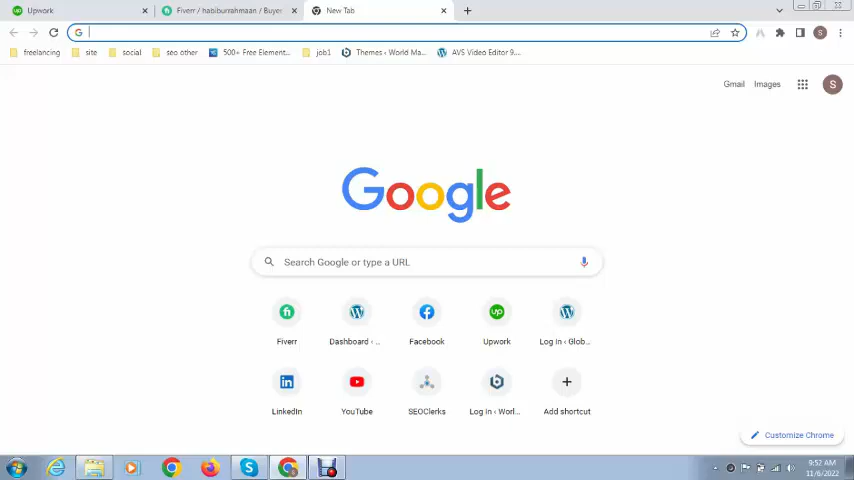 Upwork
Fiverr / habiburrahmaan / Buyer
New Tab
freelancing
site
social
seo other
500+ Free Element...
job1
Themes ‹ World Ma...
AVS Video Editor 9....
Gmail
Images
S
Google
Search Google or type a URL
Fiverr
Dashboard ‹ ...
Facebook
Upwork
Log In ‹ Glob...
LinkedIn
YouTube
SEOClerks
Log in ‹ Worl...
Add shortcut
Customize Chrome
9:52 AM
11/6/2022